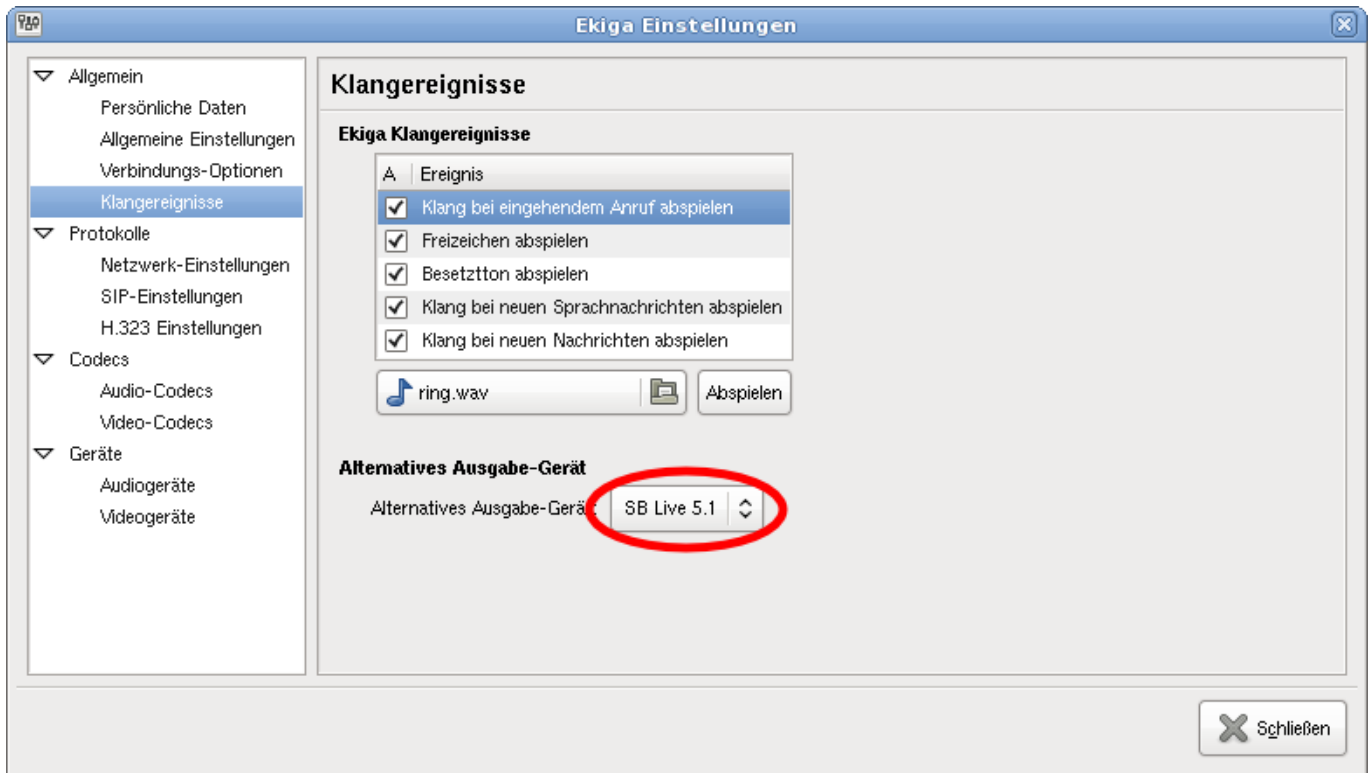 Ekiga Einstellungen
Allgemein
Persönliche Daten
Allgemeine Einstellungen
Verbindungs-Optionen
Klangereignisse
Protokolle
Netzwerk-Einstellungen
SIP-Einstellungen
H.323 Einstellungen
Codecs
Audio-Codecs
Video-Codecs
Geräte
Audiogeräte
Videogeräte
Klangereignisse
Ekiga Klangereignisse
A Ereignis
Klang bei eingehendem Anruf abspielen
Freizeichen abspielen
Besetztton abspielen
Klang bei neuen Sprachnachrichten abspielen
Klang bei neuen Nachrichten abspielen
ring.wav Abspielen
Alternatives Ausgabe-Gerät
Alternatives Ausgabe-Gerät SB Live 5.1
Schließen